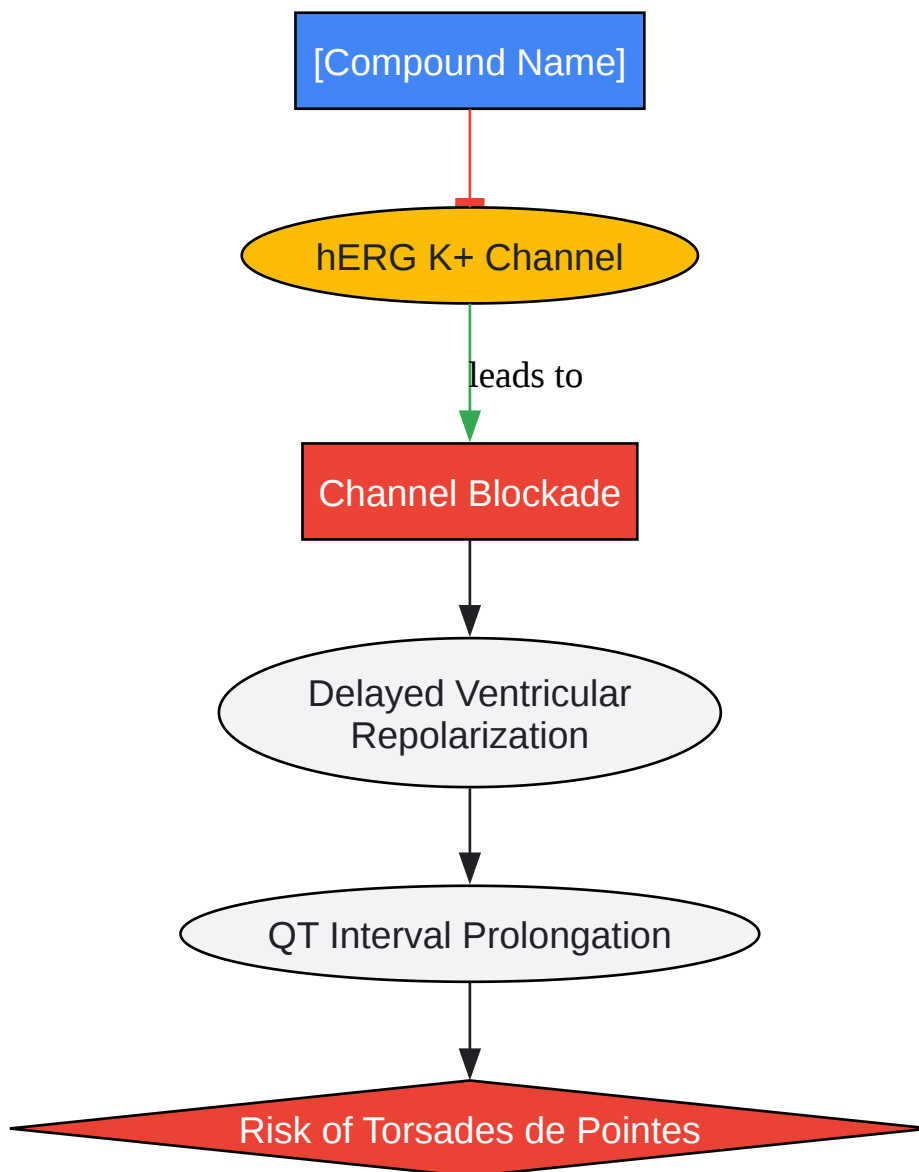 [Compound Name]
hERG K+ Channel
leads to
Channel Blockade
Delayed Ventricular
Repolarization
QT Interval Prolongation
Risk of Torsades de Pointes